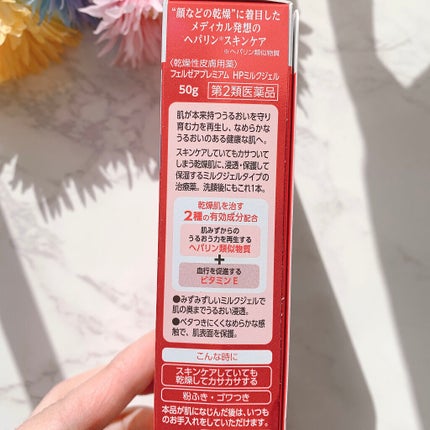 “顔などの乾燥”に着目した
メディカル発想の
ヘパリン※スキンケア
※ヘパリン類似物質
〈乾燥性皮膚用薬〉
フェルゼアプレミアム HPミルクジェル
50g 第2類医薬品
肌が本来持つうるおいを守り
育む力を再生し、なめらかな
うるおいのある健康な肌へ。
スキンケアしていてもカサついて
しまう乾燥肌に、浸透・保護して
保湿するミルクジェルタイプの
治療薬。洗顔後にもこれ1本。
乾燥肌を治す
2種の有効成分配合
肌みずからの
うるおう力を再生する
ヘパリン類似物質
+
血行を促進する
ビタミンE
●みずみずしいミルクジェルで
肌の奥までうるおい浸透。
●ベタつきにくくなめらかな感
触で、肌表面を保護。
こんな時に
スキンケアしていても
乾燥してカサカサする
粉ふき・ゴワつき
本品が肌になじんだ後は、いつも
のお手入れをしていただけます。